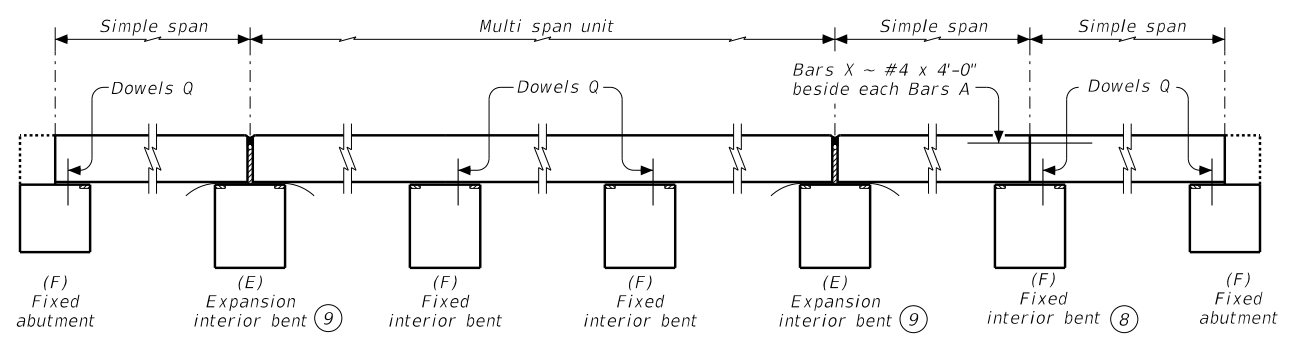 Simple span
Multi span unit
Simple span
Simple span
Bars X ~ #4 x 4'-0"
beside each Bars A
Dowels Q
Dowels Q
Dowels Q
(F)
Fixed
abutment
(E)
Expansion
interior bent 9
(F)
Fixed
interior bent
(F)
Fixed
interior bent
(E)
Expansion
interior bent 9
(F)
Fixed
interior bent 8
(F)
Fixed
abutment